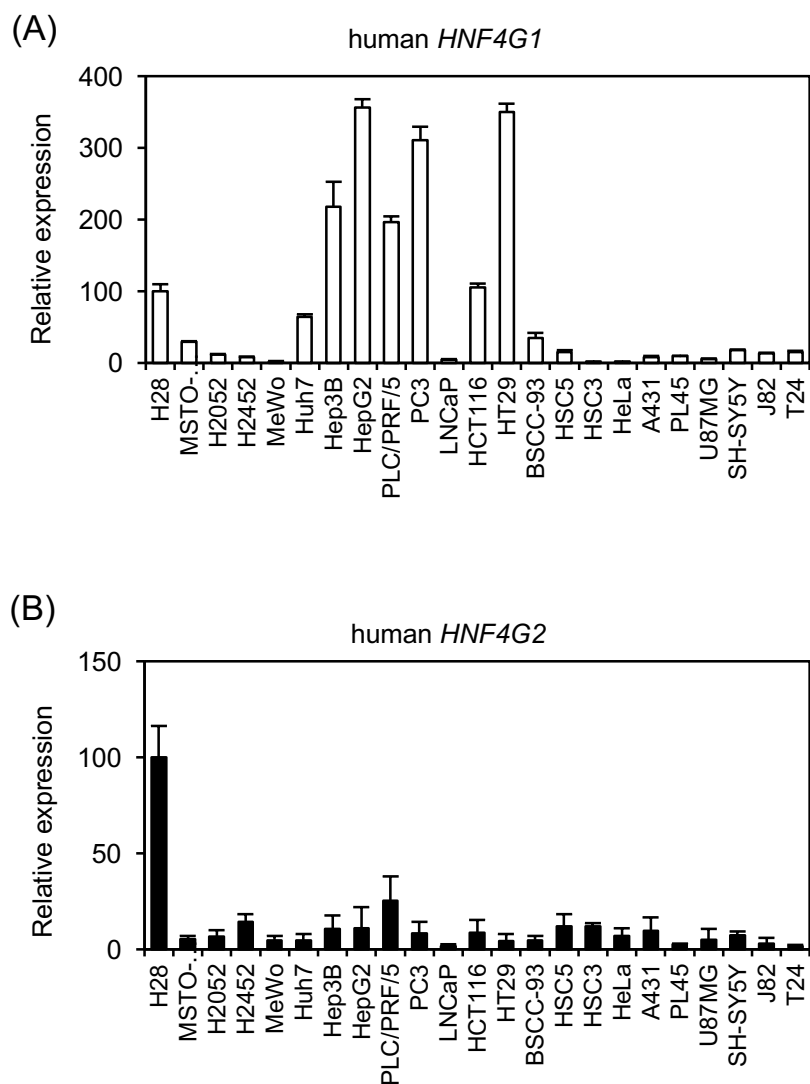 (A)
human HNF4G1
Relative expression
400
300
200
100
0
H28
MSTO-..
H2052
H2452
MeWo
Huh7
Hep3B
HepG2
PLC/PRF/5
PC3
LNCaP
HCT116
HT29
BSCC-93
HSC5
HSC3
HeLa
A431
PL45
U87MG
SH-SY5Y
J82
T24
(B)
human HNF4G2
Relative expression
150
100
50
0
H28
MSTO-..
H2052
H2452
MeWo
Huh7
Hep3B
HepG2
PLC/PRF/5
PC3
LNCaP
HCT116
HT29
BSCC-93
HSC5
HSC3
HeLa
A431
PL45
U87MG
SH-SY5Y
J82
T24